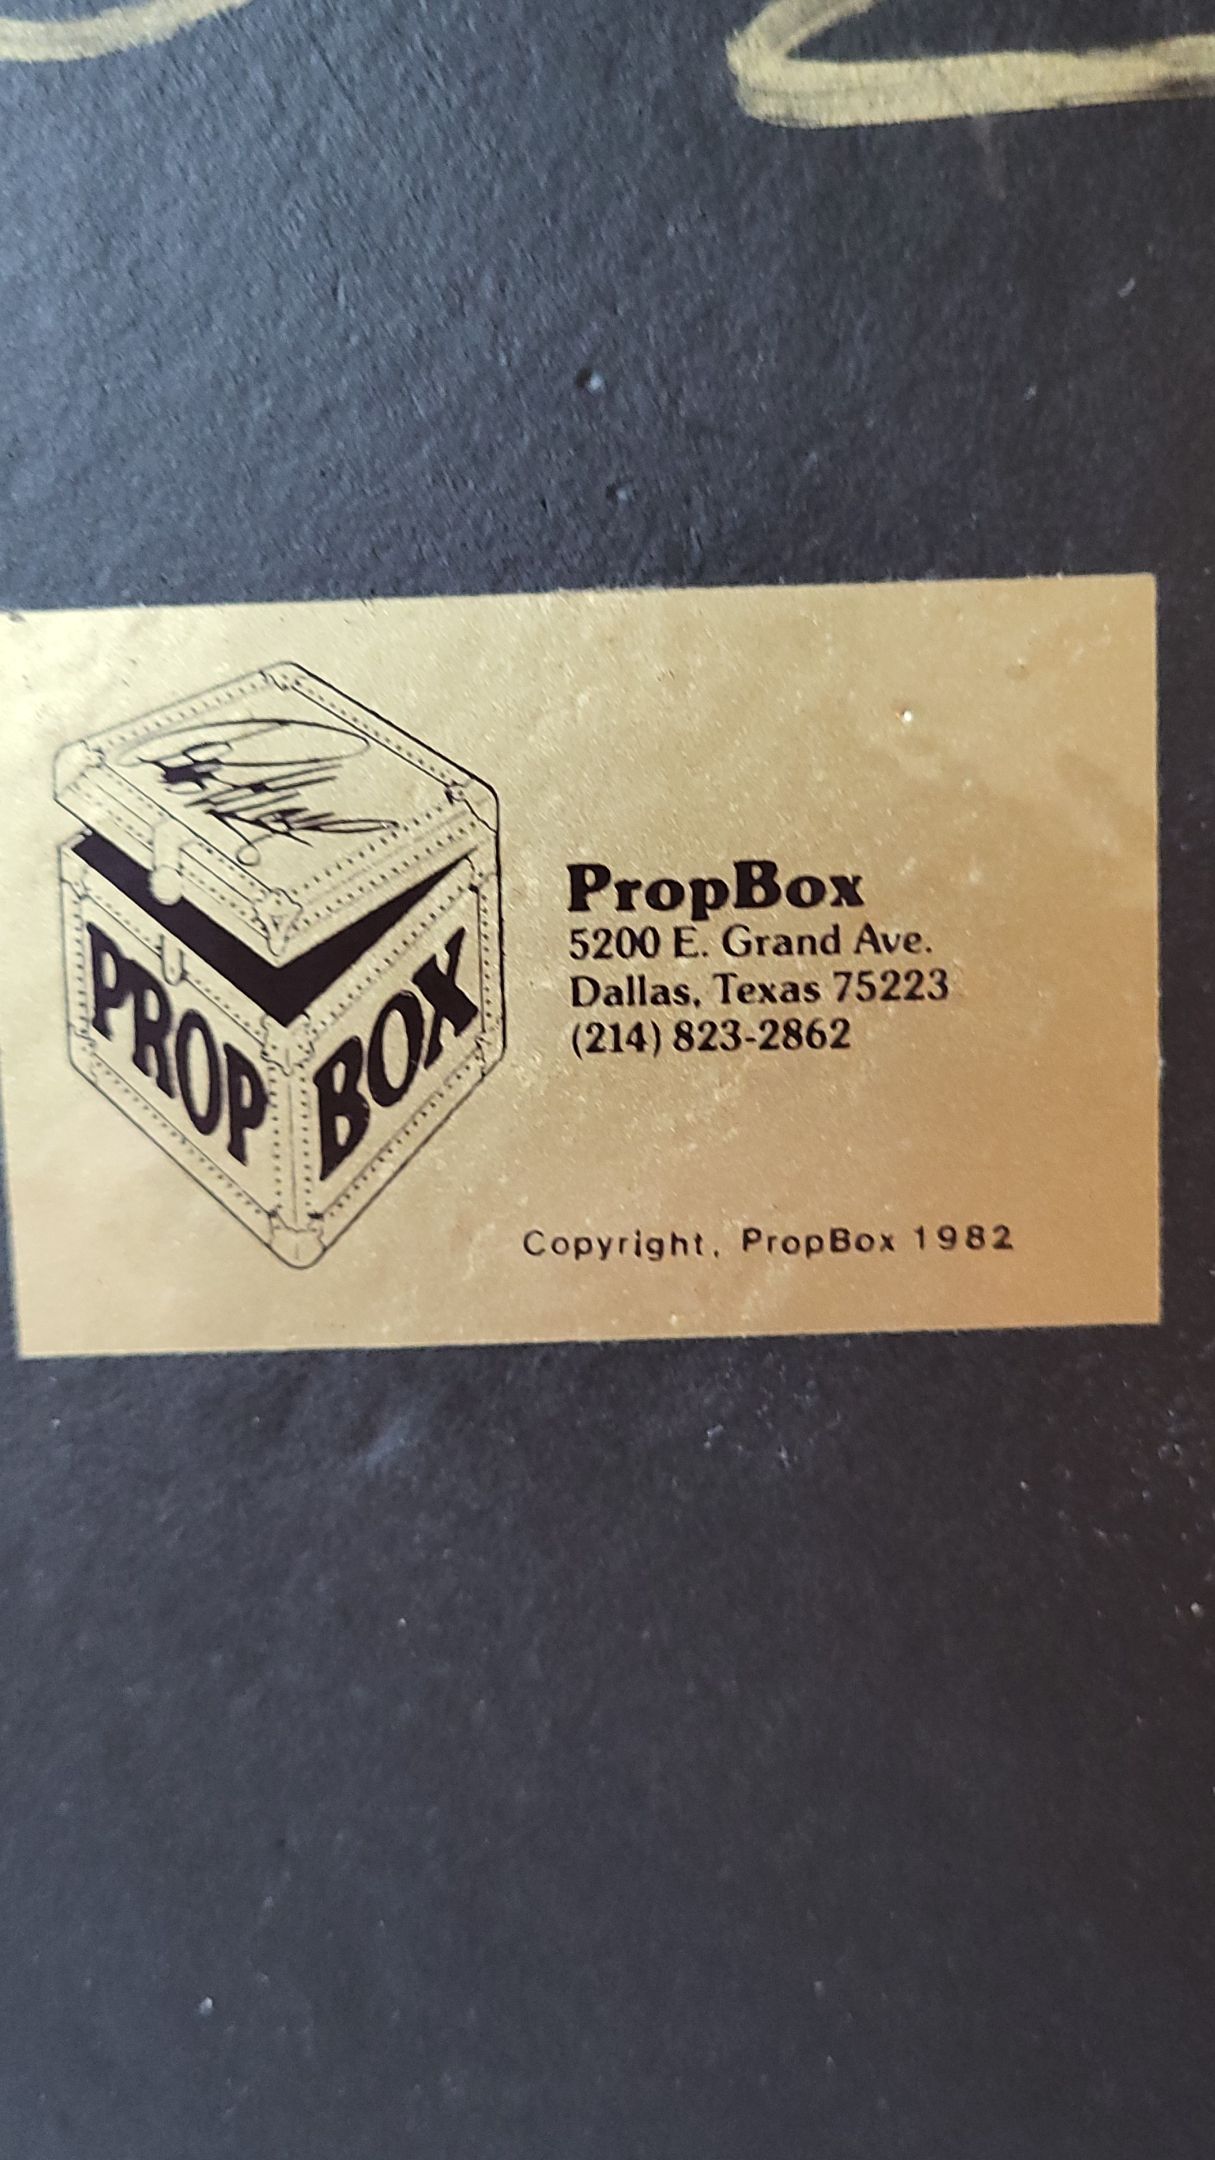 PROP BOX
PropBox
5200 E. Grand Ave.
Dallas, Texas 75223
(214) 823-2862
Copyright, PropBox 1982